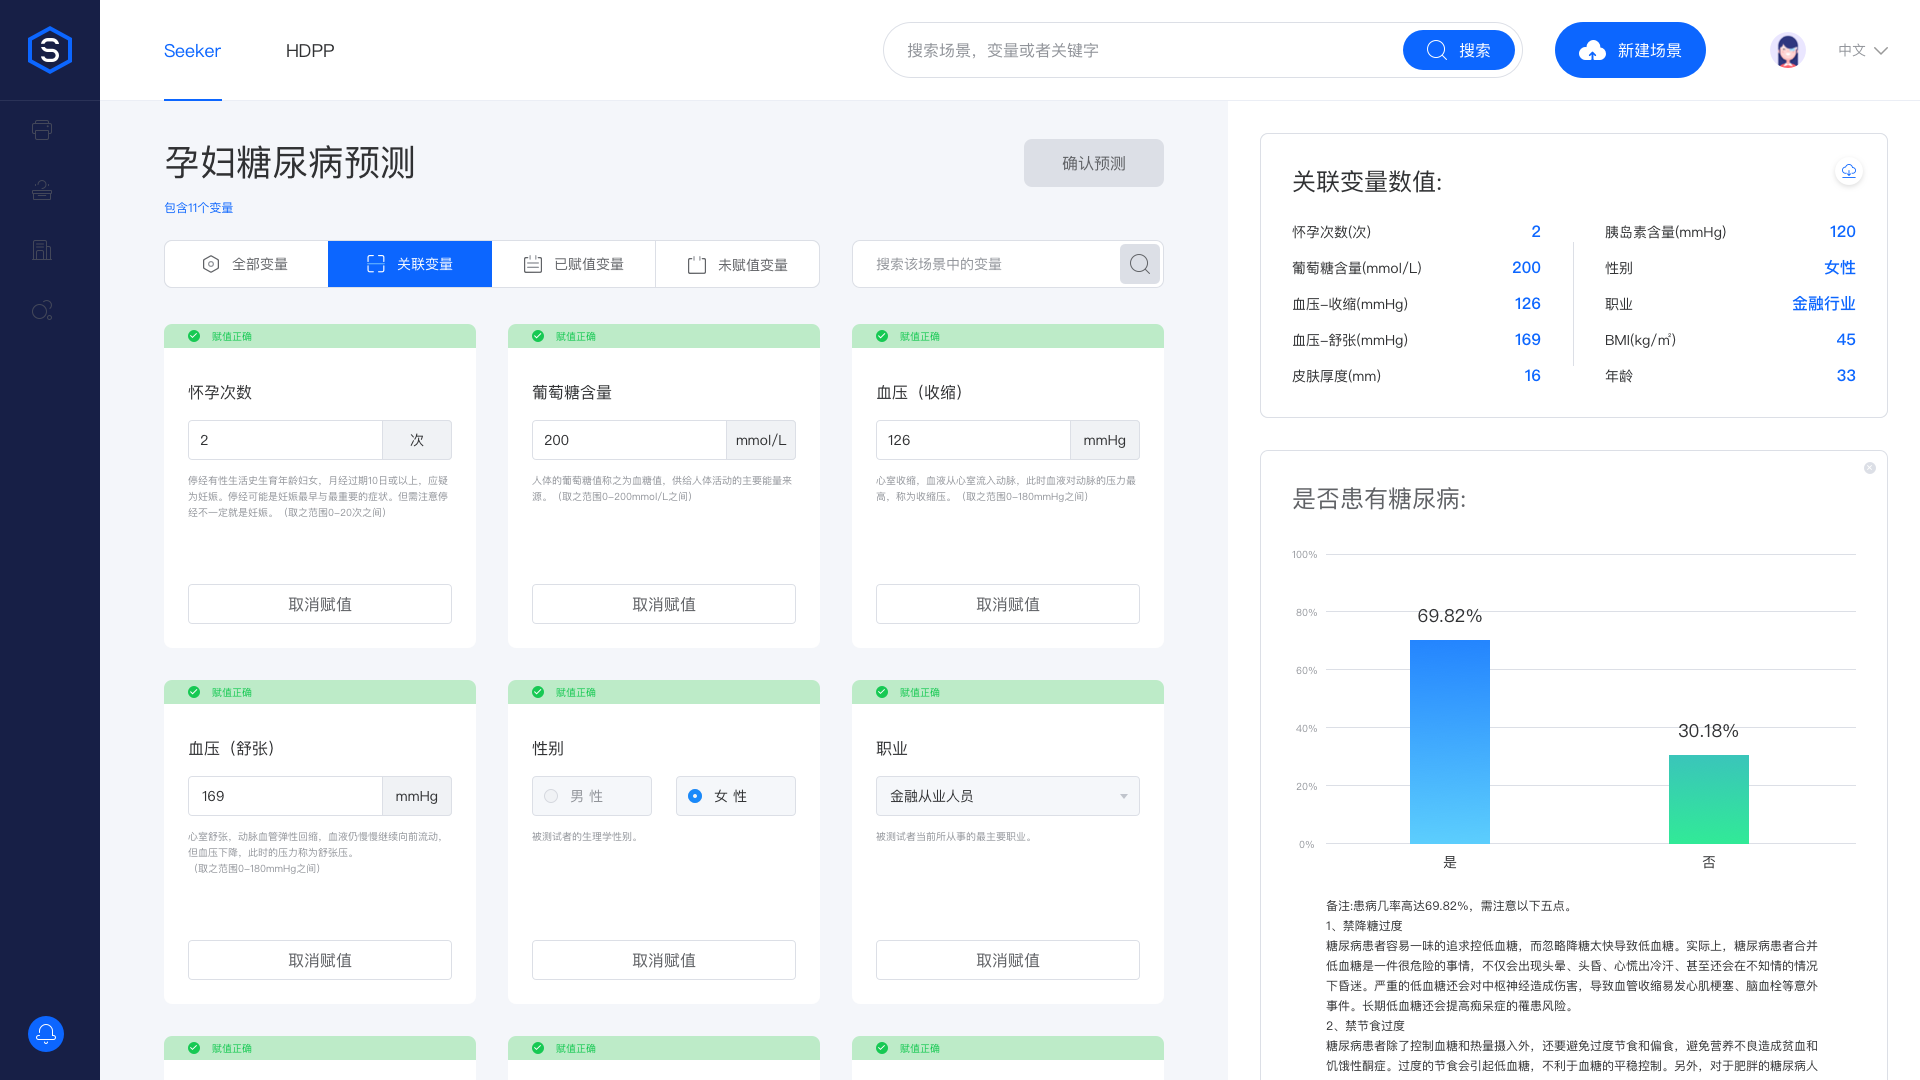 S
Seeker
HDPP
搜索场景，变量或者关键字
搜索
新建场景
中文
孕妇糖尿病预测
确认预测
包含11个变量
全部变量
关联变量
已赋值变量
未赋值变量
搜索该场景中的变量
赋值正确
赋值正确
赋值正确
怀孕次数
葡萄糖含量
血压（收缩）
2
次
200
mmol/L
126
mmHg
停经有性生活史生育年龄妇女，月经过期10日或以上，应疑
为妊娠。停经可能是妊娠最早与最重要的症状。但需注意停
经不一定就是妊娠。（取之范围0-20次之间）
人体的葡萄糖值称之为血糖值，供给人体活动的主要能量来
源。（取之范围0-200mmol/L之间）
心室收缩，血液从心室流入动脉，此时血液对动脉的压力最
高，称为收缩压。（取之范围0-180mmHg之间）
取消赋值
取消赋值
取消赋值
赋值正确
赋值正确
赋值正确
血压（舒张）
性别
职业
169
mmHg
男 性
女 性
金融从业人员
心室舒张，动脉血管弹性回缩，血液仍慢慢继续向前流动，
但血压下降，此时的压力称为舒张压。
（取之范围0-180mmHg之间）
被测试者的生理学性别。
被测试者当前所从事的最主要职业。
取消赋值
取消赋值
取消赋值
赋值正确
赋值正确
赋值正确
关联变量数值:
怀孕次数(次)
2
葡萄糖含量(mmol/L)
200
血压-收缩(mmHg)
126
血压-舒张(mmHg)
169
皮肤厚度(mm)
16
胰岛素含量(mmHg)
120
性别
女性
职业
金融行业
BMI(kg/㎡)
45
年龄
33
是否患有糖尿病:
100%
80%
60%
40%
20%
0%
69.82%
30.18%
是
否
备注:患病几率高达69.82%，需注意以下五点。
1、禁降糖过度
糖尿病患者容易一味的追求控低血糖，而忽略降糖太快导致低血糖。实际上，糖尿病患者合并
低血糖是一件很危险的事情，不仅会出现头晕、头昏、心慌出冷汗、甚至还会在不知情的情况
下昏迷。严重的低血糖还会对中枢神经造成伤害，导致血管收缩易发心肌梗塞、脑血栓等意外
事件。长期低血糖还会提高痴呆症的罹患风险。
2、禁节食过度
糖尿病患者除了控制血糖和热量摄入外，还要避免过度节食和偏食，避免营养不良造成贫血和
饥饿性酮症。过度的节食会引起低血糖，不利于血糖的平稳控制。另外，对于肥胖的糖尿病人